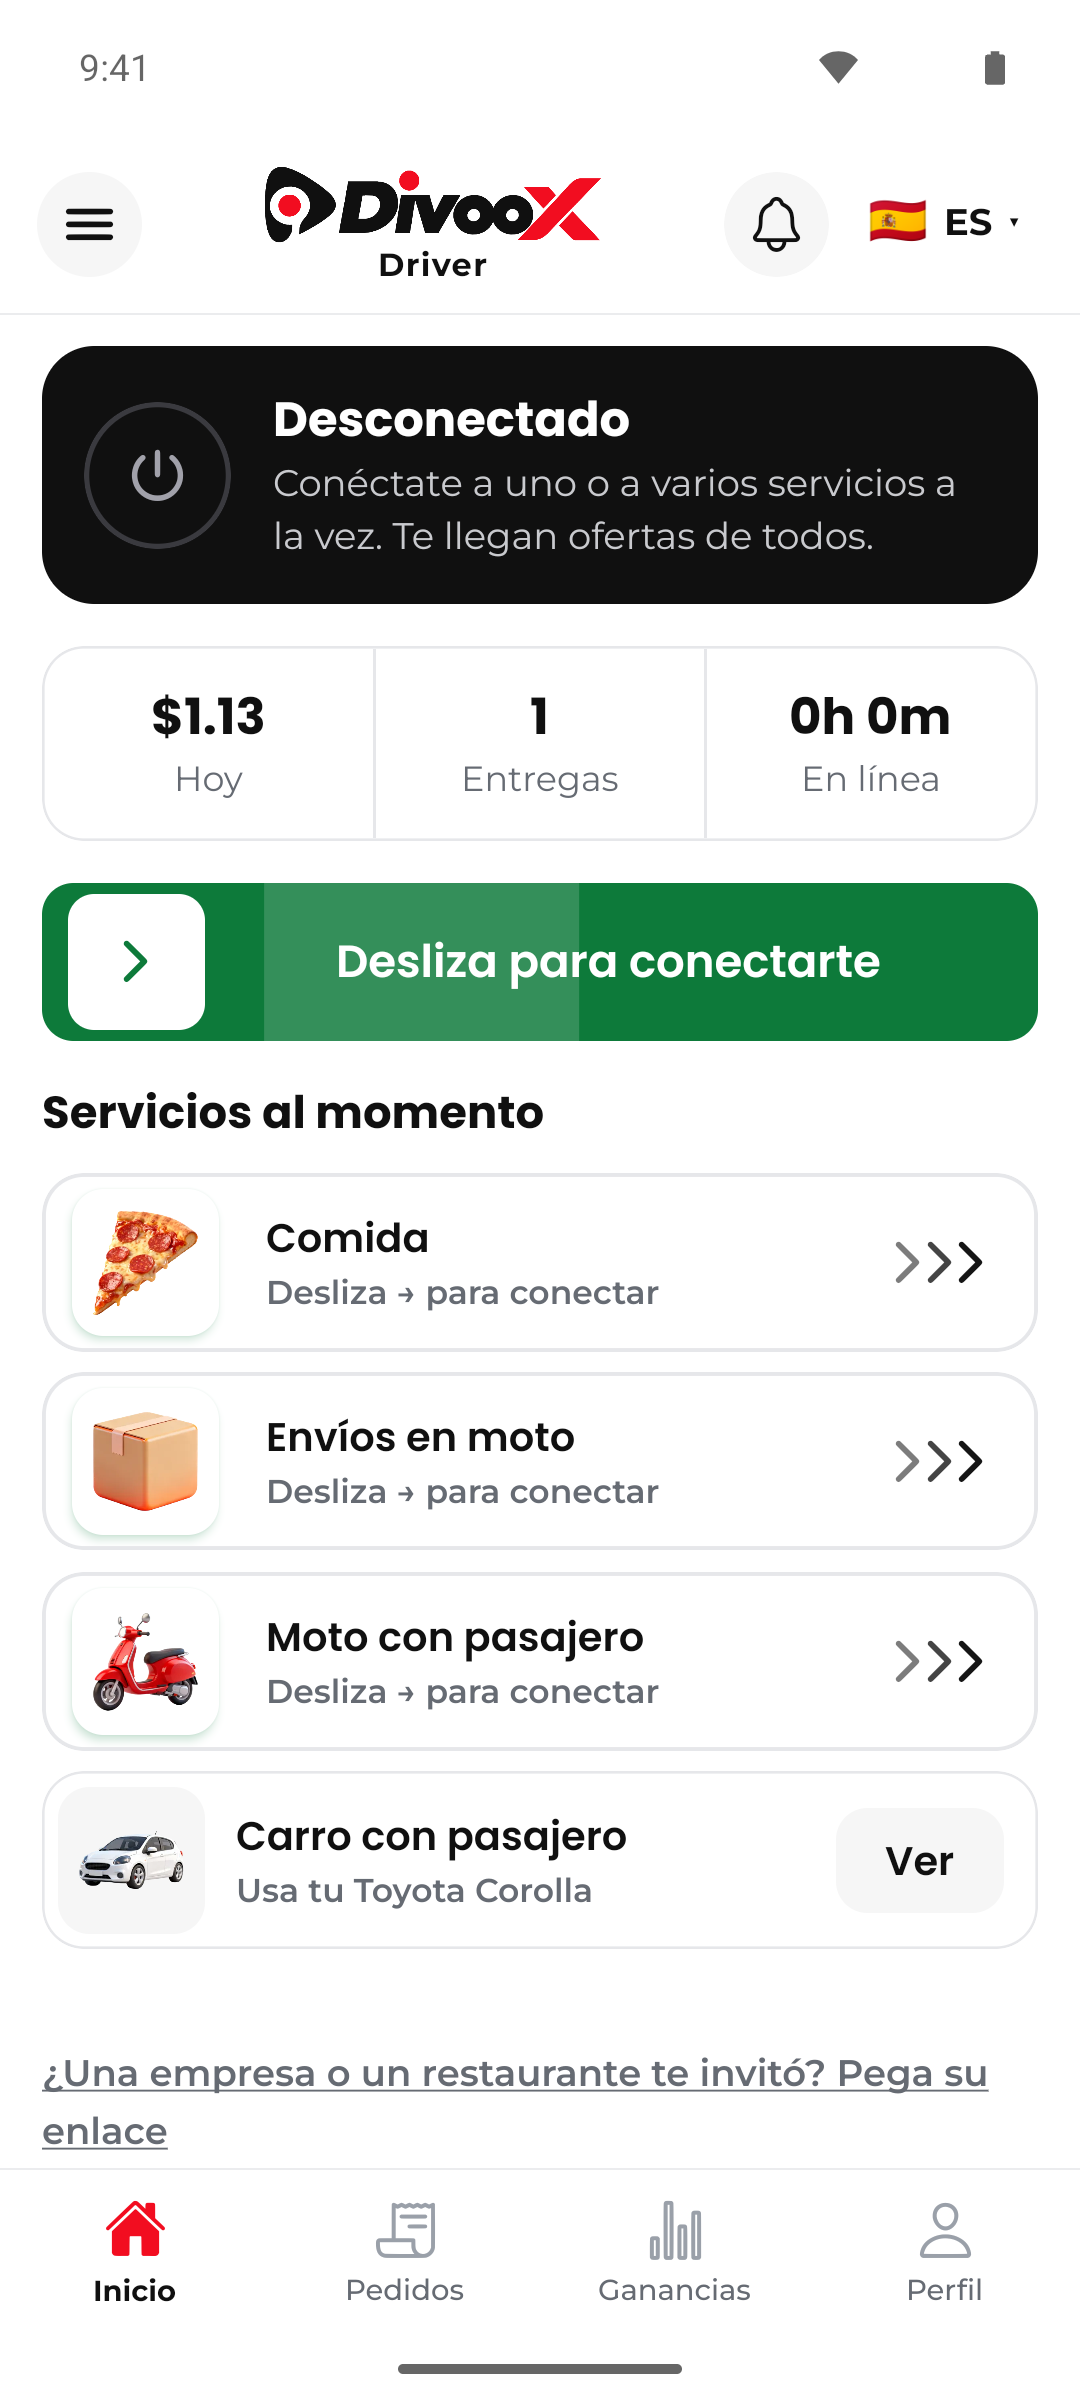 9:41
DivooX
Driver
ES
Desconectado
Conéctate a uno o a varios servicios a
la vez. Te llegan ofertas de todos.
$1.13
Hoy
1
Entregas
0h 0m
En línea
Desliza para conectarte
Servicios al momento
Comida
Desliza → para conectar
Envíos en moto
Desliza → para conectar
Moto con pasajero
Desliza → para conectar
Carro con pasajero
Usa tu Toyota Corolla
Ver
¿Una empresa o un restaurante te invitó? Pega su
enlace
Inicio
Pedidos
Ganancias
Perfil